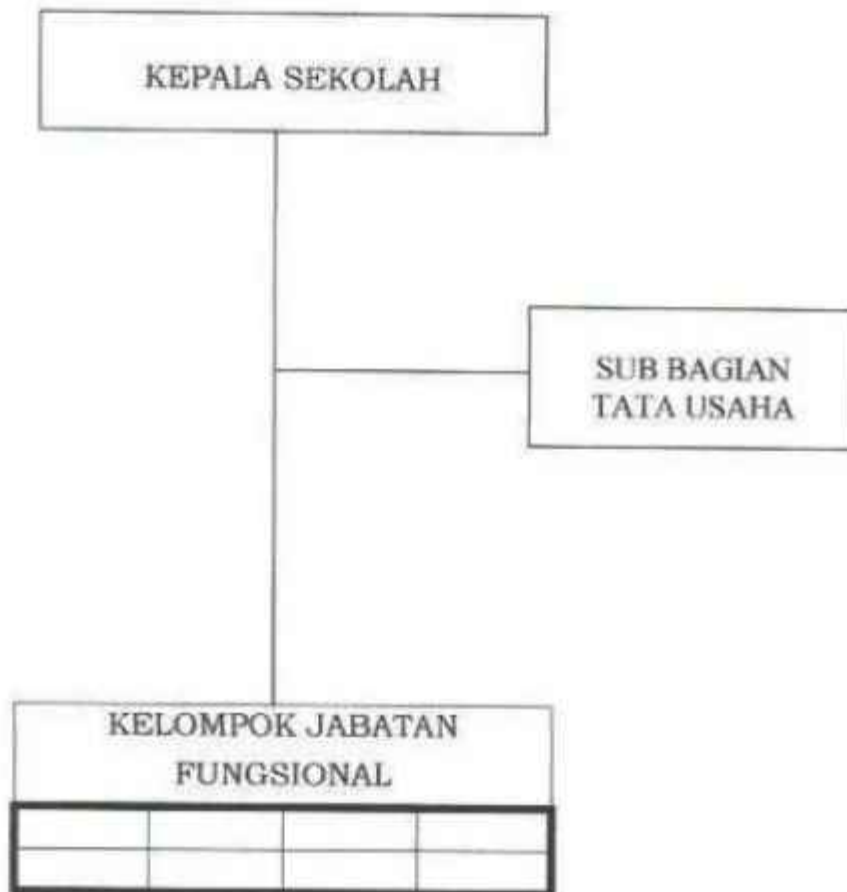 KEPALA SEKOLAH
SUB BAGIAN
TATA USAHA
KELOMPOK JABATAN
FUNGSIONAL